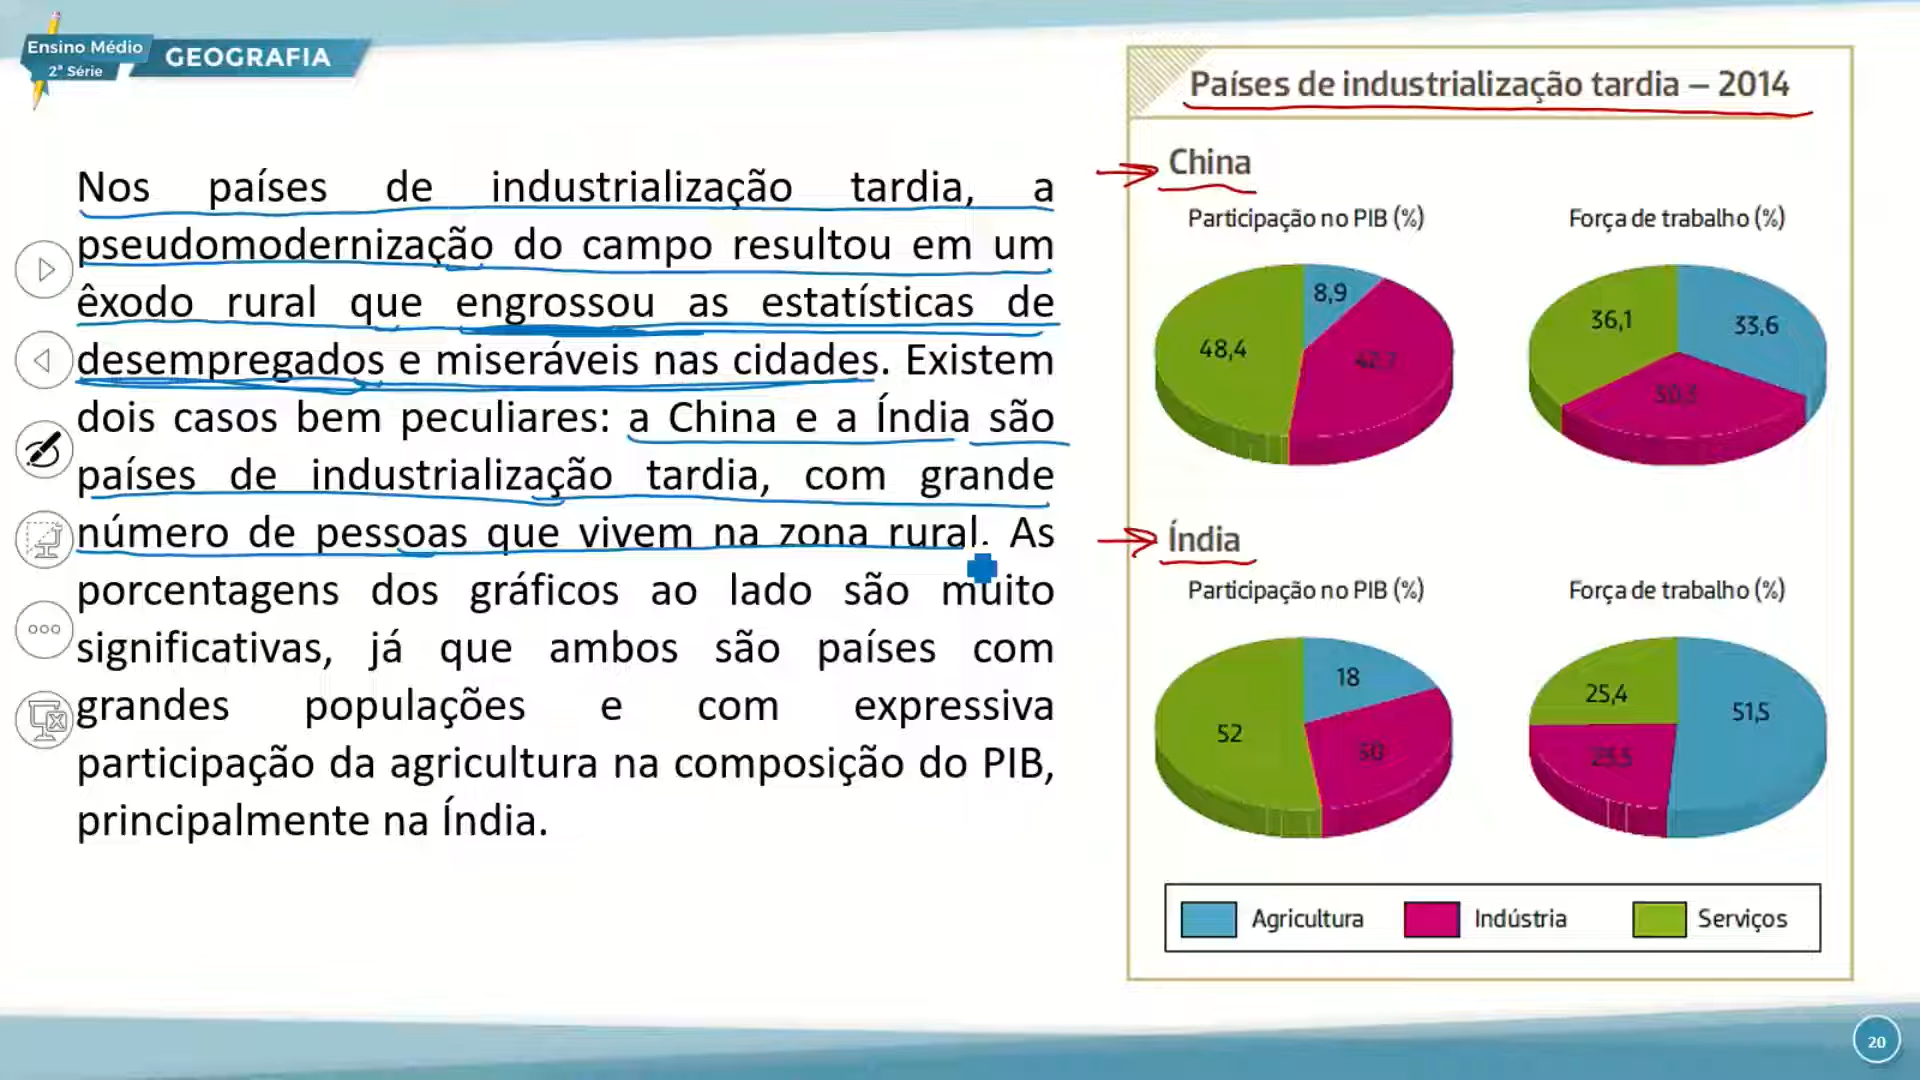 Ensino Médio
2ª Série
GEOGRAFIA
Nos países de industrialização tardia, a
pseudomodernização do campo resultou em um
êxodo rural que engrossou as estatísticas de
desempregados e miseráveis nas cidades. Existem
dois casos bem peculiares: a China e a Índia são
países de industrialização tardia, com grande
número de pessoas que vivem na zona rural. As
porcentagens dos gráficos ao lado são muito
significativas, já que ambos são países com
grandes populações e com expressiva
participação da agricultura na composição do PIB,
principalmente na Índia.
Países de industrialização tardia – 2014
China
Participação no PIB (%)
Força de trabalho (%)
8,9
42,7
48,4
33,6
30,3
36,1
Índia
Participação no PIB (%)
Força de trabalho (%)
18
30
52
51,5
25,4
Agricultura
Indústria
Serviços
20